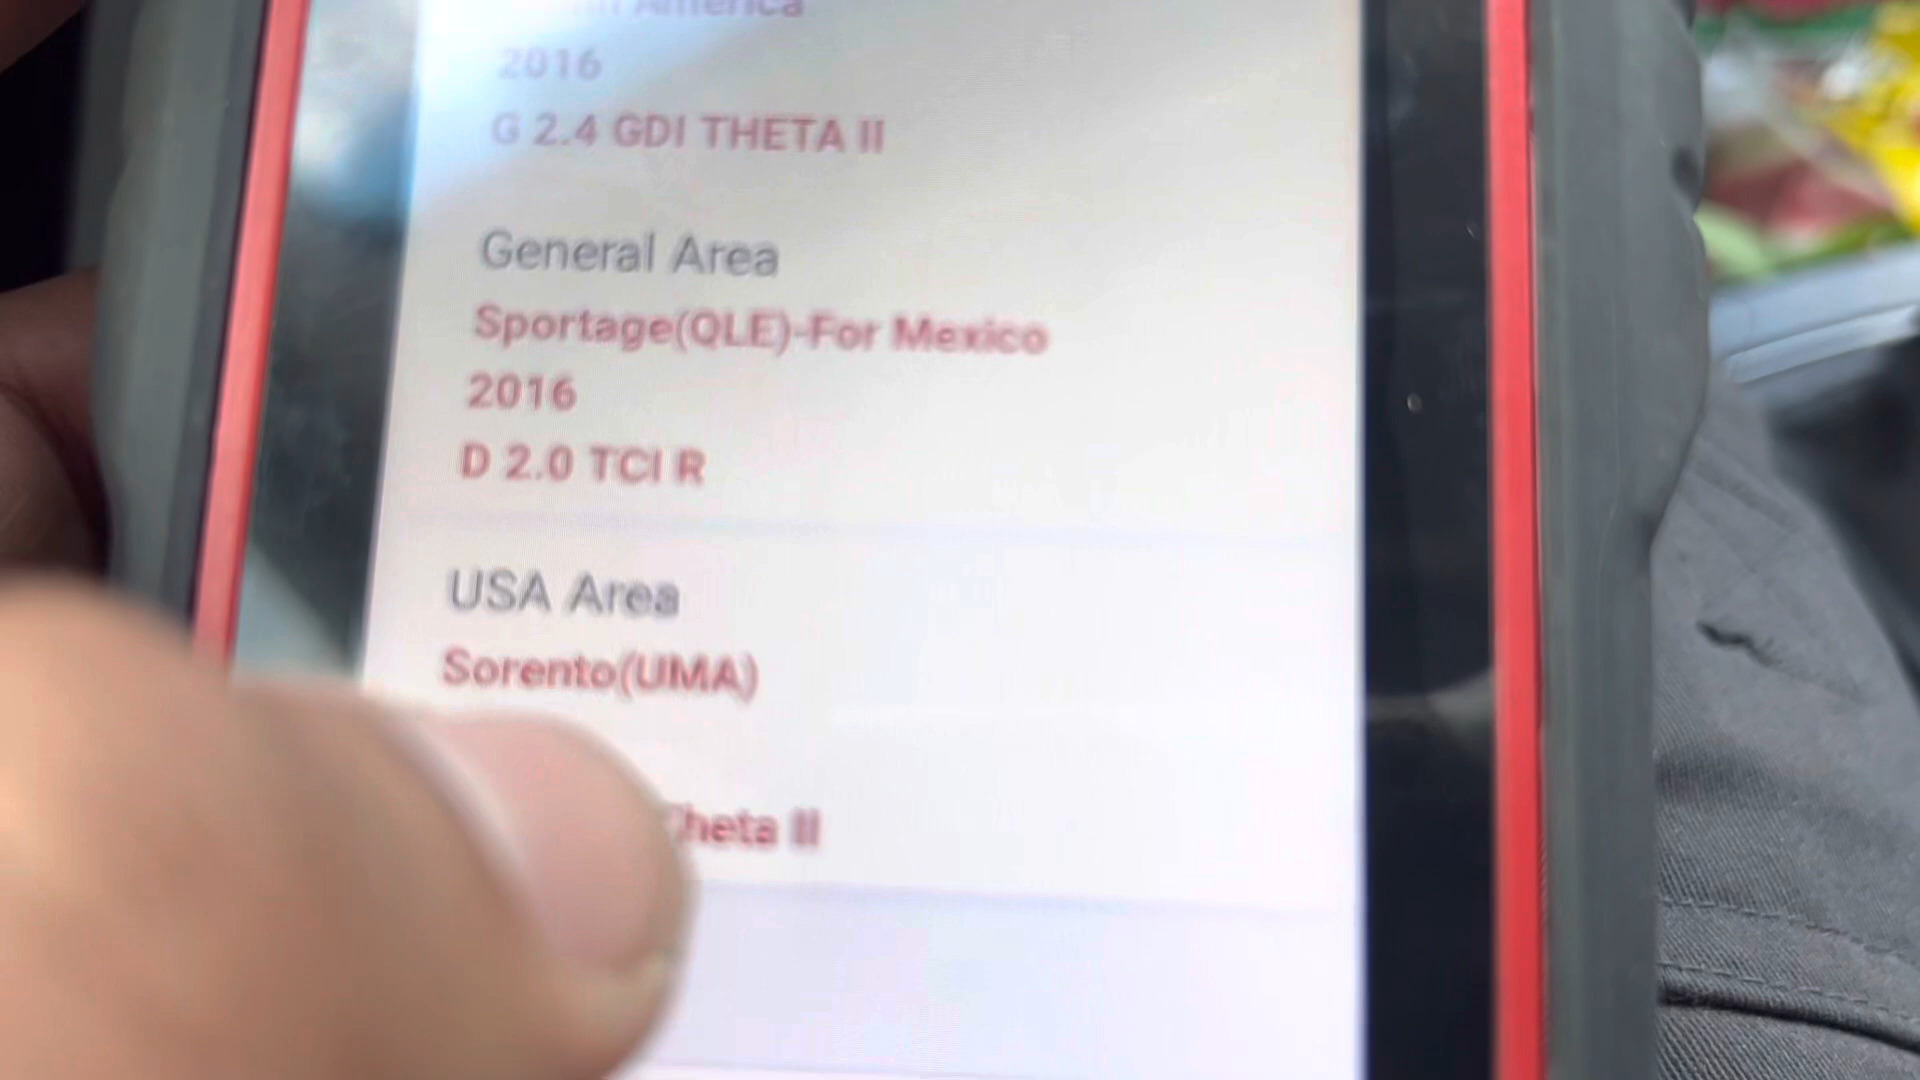 America
2016
G 2.4 GDI THETA II
General Area
Sportage(QLE)-For Mexico
2016
D 2.0 TCI R
USA Area
Sorento(UMA)
Theta II